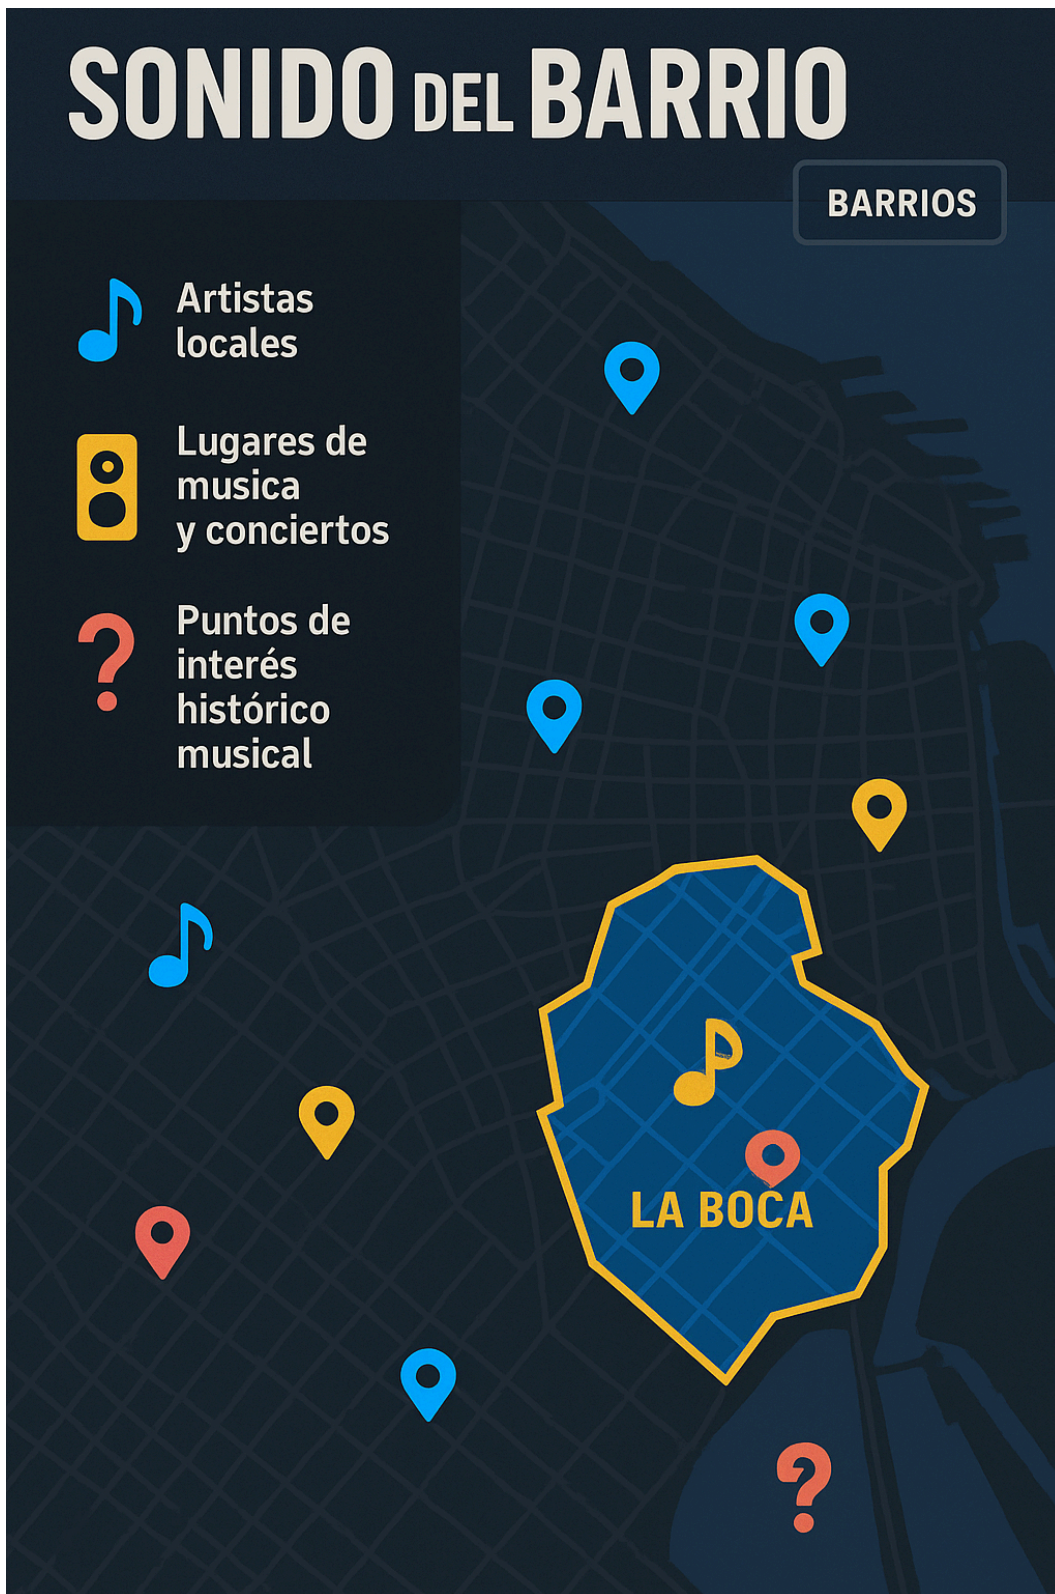 SONIDO DEL BARRIO
BARRIOS
Artistas
locales
Lugares de
musica
y conciertos
Puntos de
interés
histórico
musical
LA BOCA